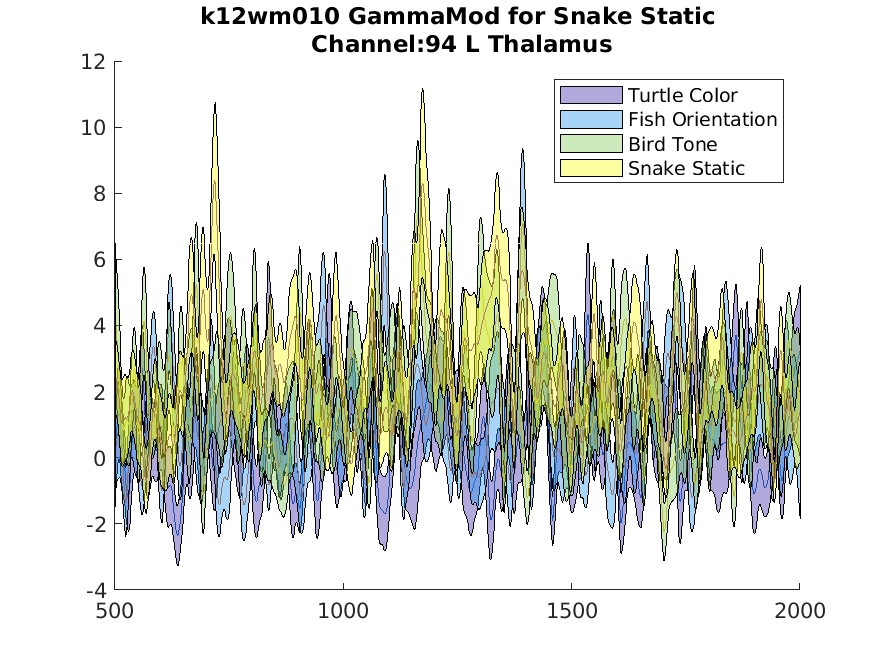 k12wm010 GammaMod for Snake Static
Channel:94 L Thalamus
12
10
8
6
4
2
0
-2
-4
500
1000
1500
2000
Turtle Color
Fish Orientation
Bird Tone
Snake Static